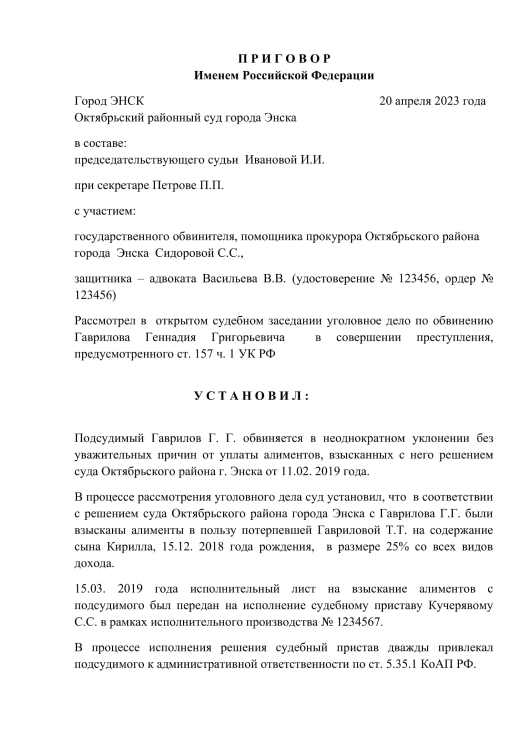 П Р И Г О В О Р
Именем Российской Федерации
Город ЭНСК 20 апреля 2023 года
Октябрьский районный суд города Энска
в составе:
председательствующего судьи Ивановой И.И.
при секретаре Петрове П.П.
с участием:
государственного обвинителя, помощника прокурора Октябрьского района
города Энска Сидоровой С.С.,
защитника – адвоката Васильева В.В. (удостоверение № 123456, ордер №
123456)
Рассмотрел в открытом судебном заседании уголовное дело по обвинению
Гаврилова Геннадия Григорьевича в совершении преступления,
предусмотренного ст. 157 ч. 1 УК РФ
У С Т А Н О В И Л :
Подсудимый Гаврилов Г. Г. обвиняется в неоднократном уклонении без
уважительных причин от уплаты алиментов, взысканных с него решением
суда Октябрьского района г. Энска от 11.02. 2019 года.
В процессе рассмотрения уголовного дела суд установил, что в соответствии
с решением суда Октябрьского района города Энска с Гаврилова Г.Г. были
взысканы алименты в пользу потерпевшей Гавриловой Т.Т. на содержание
сына Кирилла, 15.12. 2018 года рождения, в размере 25% со всех видов
дохода.
15.03. 2019 года исполнительный лист на взыскание алиментов с
подсудимого был передан на исполнение судебному приставу Кучерявому
С.С. в рамках исполнительного производства № 1234567.
В процессе исполнения решения судебный пристав дважды привлекал
подсудимого к административной ответственности по ст. 5.35.1 КоАП РФ.